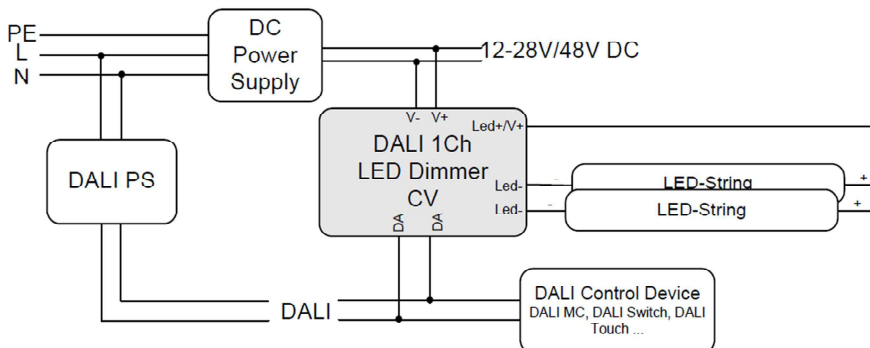 PE
L
N
DC
Power
Supply
12-28V/48V DC
V- V+
Led+/V+
DALI 1Ch
LED Dimmer
CV
Led-
Led-
DA
DA
DALI PS
- LED-String +
- LED-String +
DALI
DALI Control Device
DALI MC, DALI Switch, DALI
Touch ...